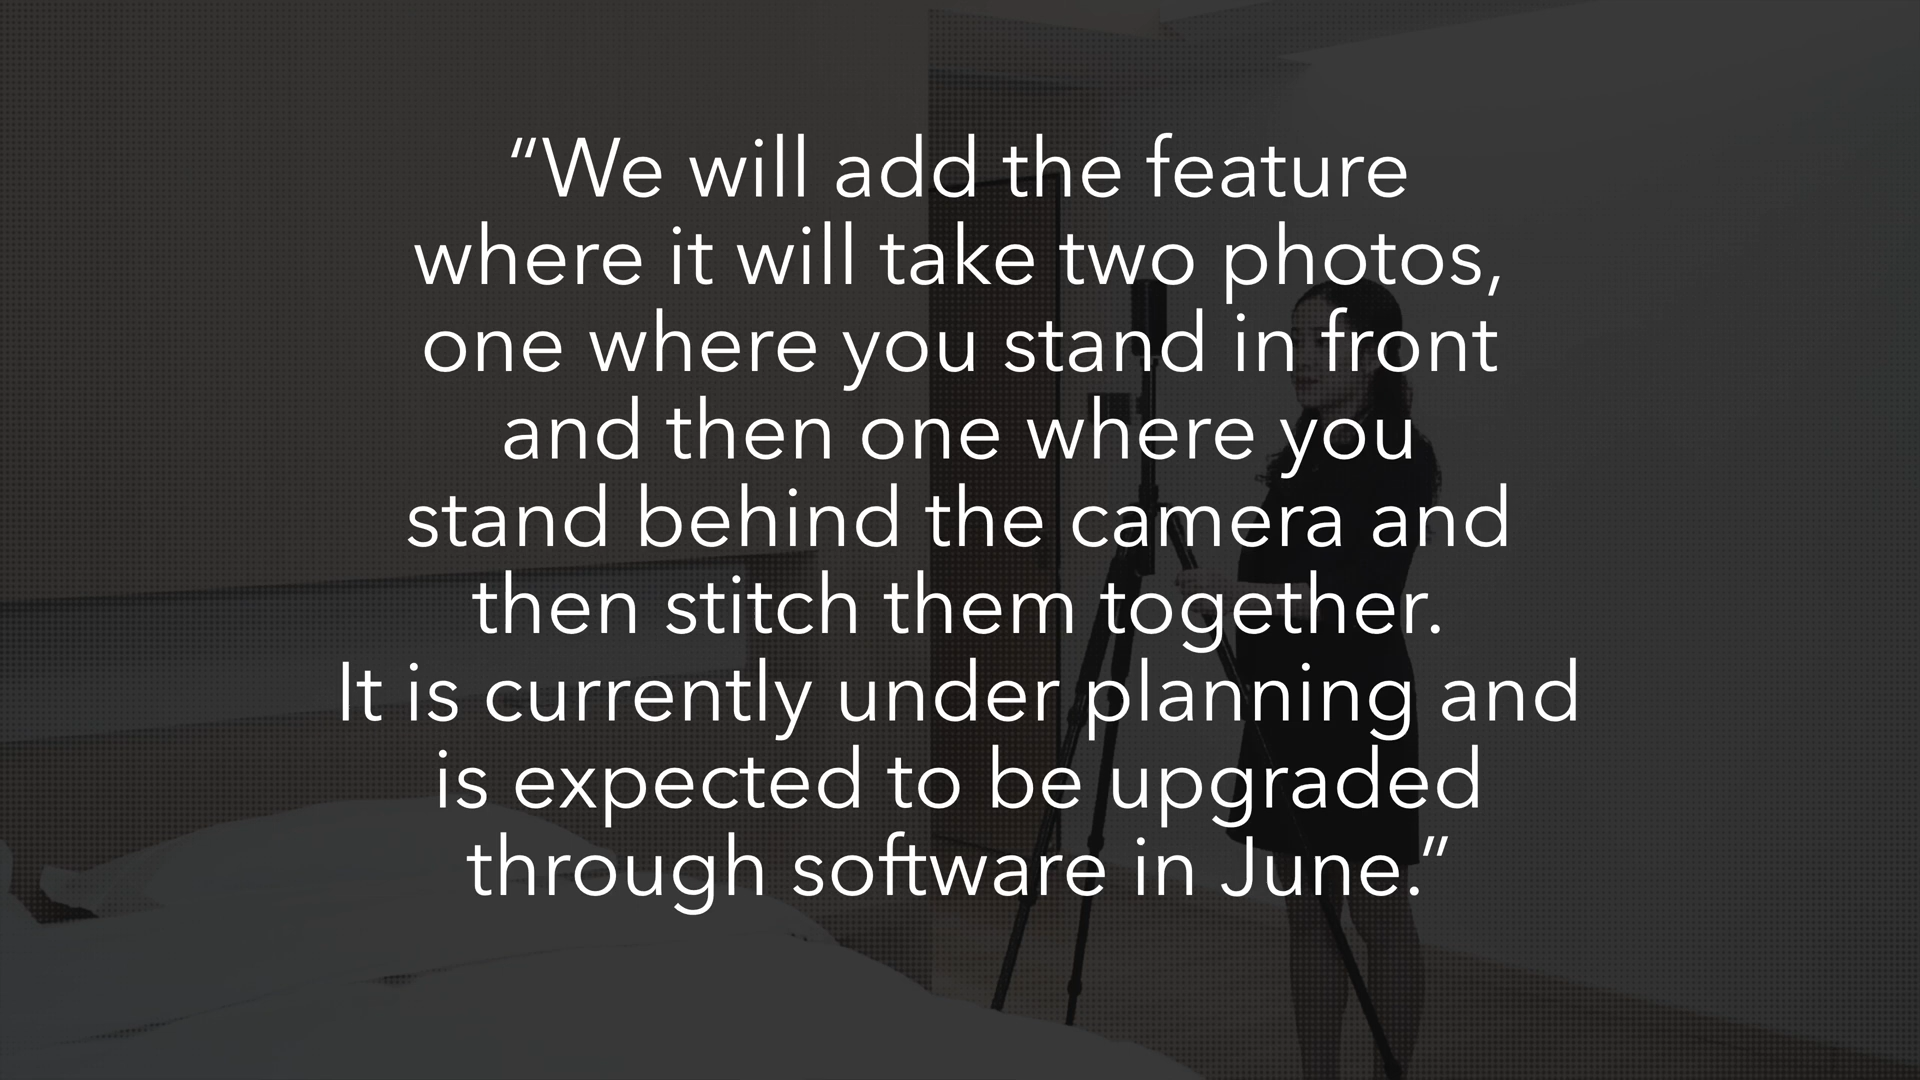 “We will add the feature
where it will take two photos,
one where you stand in front
and then one where you
stand behind the camera and
then stitch them together.
It is currently under planning and
is expected to be upgraded
through software in June.”